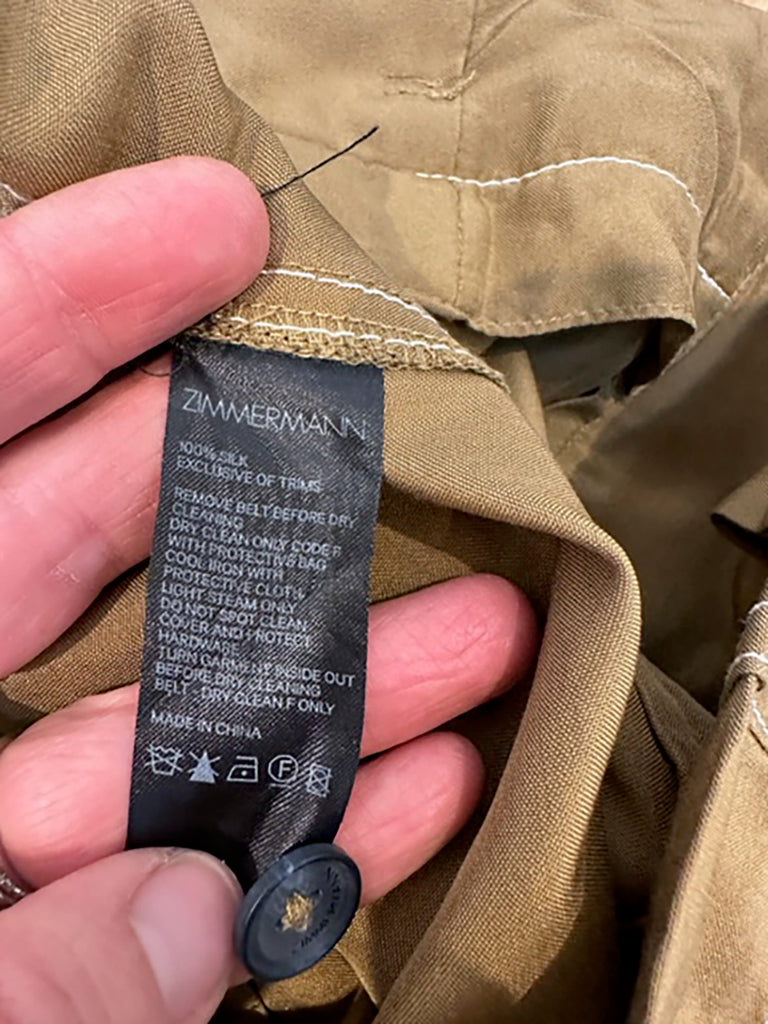 ZIMMERMANN
100% SILK
EXCLUSIVE OF TRIMS
REMOVE BELT BEFORE DRY
CLEANING
DRY CLEAN ONLY CODE F
WITH PROTECTIVE BAG
COOL IRON WITH
PROTECTIVE CLOTH
LIGHT STEAM ONLY
DO NOT SPOT CLEAN
COVER AND PROTECT
HARDWARE
TURN GARMENT INSIDE OUT
BEFORE DRY CLEANING
BELT - DRY CLEAN F ONLY
MADE IN CHINA
F